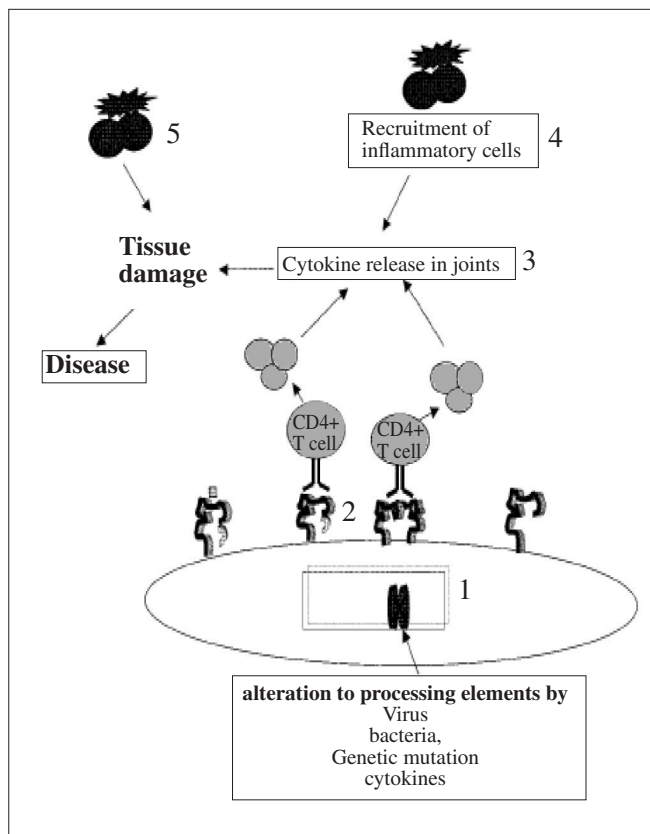 5
Recruitment of
inflammatory cells
4
Tissue
damage
Cytokine release in joints
3
Disease
CD4+
T cell
CD4+
T cell
2
1
alteration to processing elements by
Virus
bacteria,
Genetic mutation
cytokines